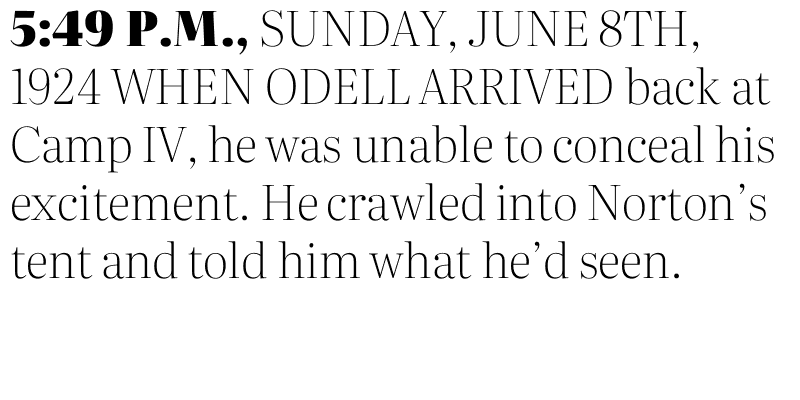 5:49 P.M., SUNDAY, JUNE 8TH,
1924 WHEN ODELL ARRIVED back at
Camp IV, he was unable to conceal his
excitement. He crawled into Norton’s
tent and told him what he’d seen.